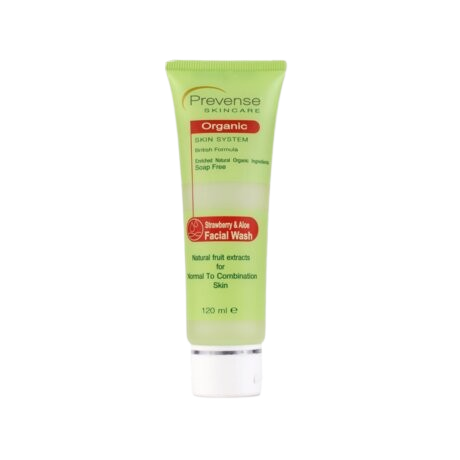 Prevense
SKINCARE
Organic
SKIN SYSTEM
British Formula
Enriched Natural Organic Ingredients
Soap Free
Strawberry & Aloe
Facial Wash
Natural fruit extracts
for
Normal To Combination
Skin
120 ml ℮